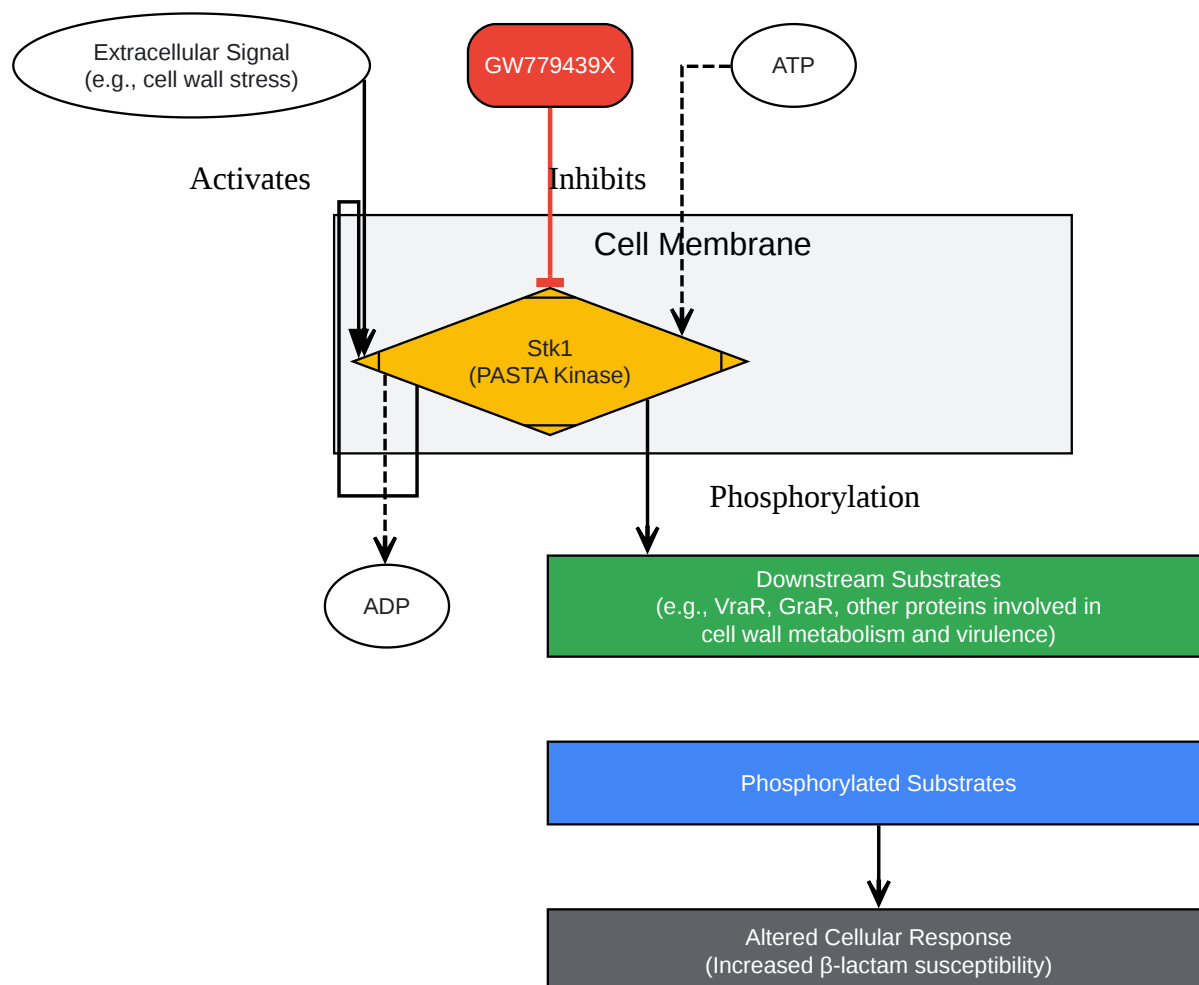 Extracellular Signal
(e.g., cell wall stress)
GW779439X
ATP
Activates
Inhibits
Cell Membrane
Stk1
(PASTA Kinase)
Phosphorylation
ADP
Downstream Substrates
(e.g., VraR, GraR, other proteins involved in
cell wall metabolism and virulence)
Phosphorylated Substrates
Altered Cellular Response
(Increased β-lactam susceptibility)